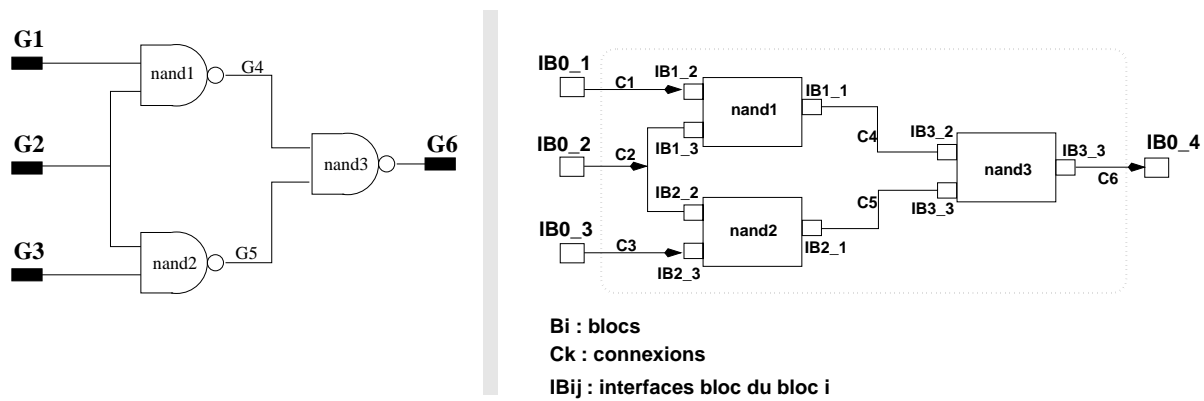 G1
nand1
G4
G2
nand3
G6
G3
nand2
G5
IB0_1
C1
IB1_2
nand1
IB1_1
IB1_3
C4
IB3_2
IB0_2
C2
nand3
IB3_3
IB0_4
C6
IB2_2
C5
IB3_3
IB0_3
C3
nand2
IB2_1
IB2_3
Bi : blocs
Ck : connexions
IBij : interfaces bloc du bloc i